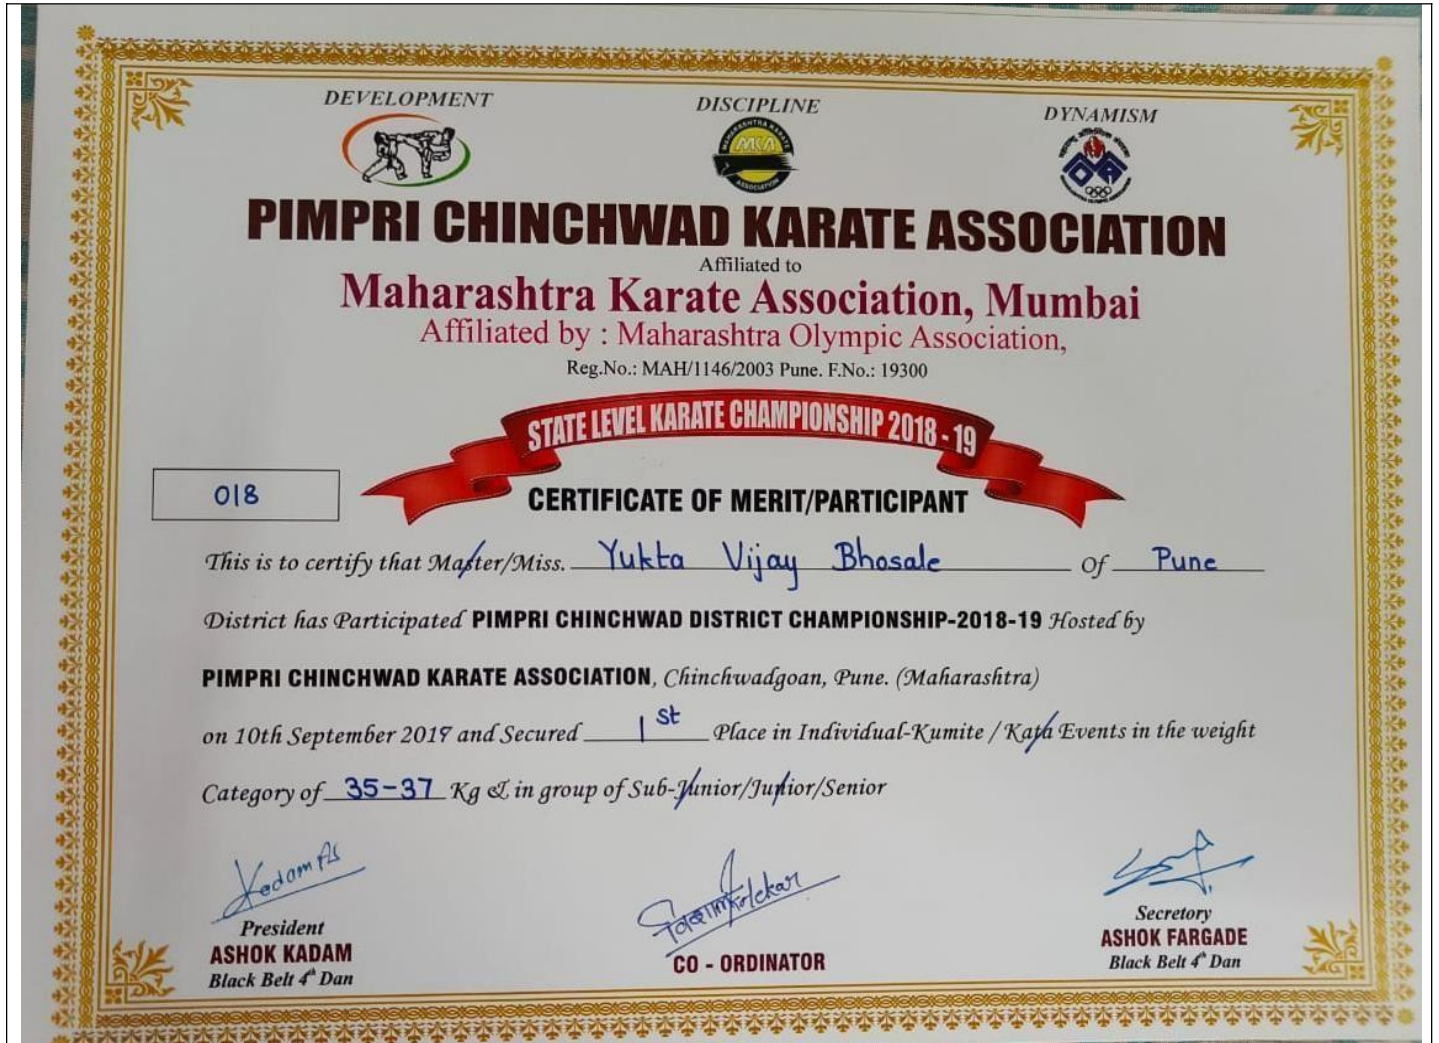 DEVELOPMENT
DISCIPLINE
DYNAMISM
MAHARASHTRA KARATE
MKA
ASSOCIATION
PIMPRI CHINCHWAD KARATE ASSOCIATION
Affiliated to
Maharashtra Karate Association, Mumbai
Affiliated by : Maharashtra Olympic Association,
Reg.No.: MAH/1146/2003 Pune. F.No.: 19300
STATE LEVEL KARATE CHAMPIONSHIP 2018 - 19
018
CERTIFICATE OF MERIT/PARTICIPANT
This is to certify that Master/Miss. Yukta Vijay Bhosale Of Pune
District has Participated PIMPRI CHINCHWAD DISTRICT CHAMPIONSHIP-2018-19 Hosted by
PIMPRI CHINCHWAD KARATE ASSOCIATION, Chinchwadgoan, Pune. (Maharashtra)
on 10th September 2017 and Secured 1st Place in Individual-Kumite / Kata Events in the weight
Category of 35-37 Kg & in group of Sub-Junior/Junior/Senior
Kadam
President
ASHOK KADAM
Black Belt 4th Dan
CO - ORDINATOR
Secretory
ASHOK FARGADE
Black Belt 4th Dan